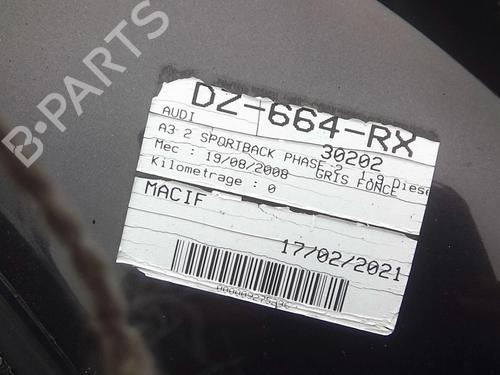 B-PARTS
DZ-664-RX
AUDI
30202
A3 2 SPORTBACK PHASE 2 1.9 Diese
Mec : 19/08/2008
GRIS FONCE
Kilometrage : 0
MACIF
17/02/2021